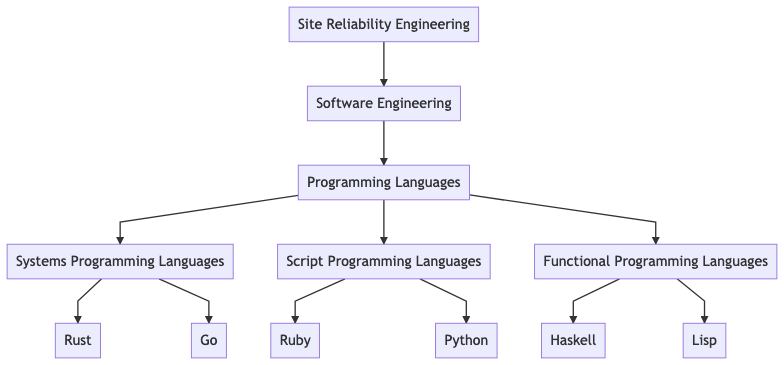 Site Reliability Engineering
Software Engineering
Programming Languages
Systems Programming Languages
Script Programming Languages
Functional Programming Languages
Rust
Go
Ruby
Python
Haskell
Lisp